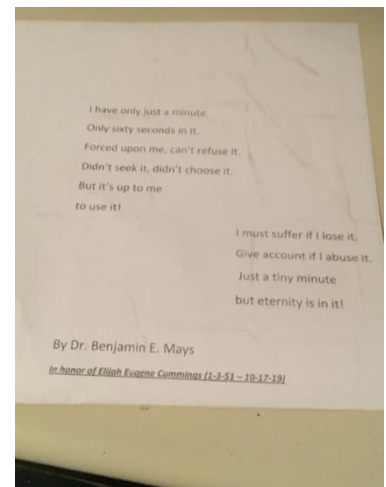 I have only just a minute.
Only sixty seconds in it.
Forced upon me, can't refuse it.
Didn't seek it, didn't choose it.
But it's up to me
to use it!
I must suffer if I lose it.
Give account if I abuse it.
Just a tiny minute
but eternity is in it!
By Dr. Benjamin E. Mays
In honor of Elijah Eugene Cummings (1-3-51 – 10-17-19)